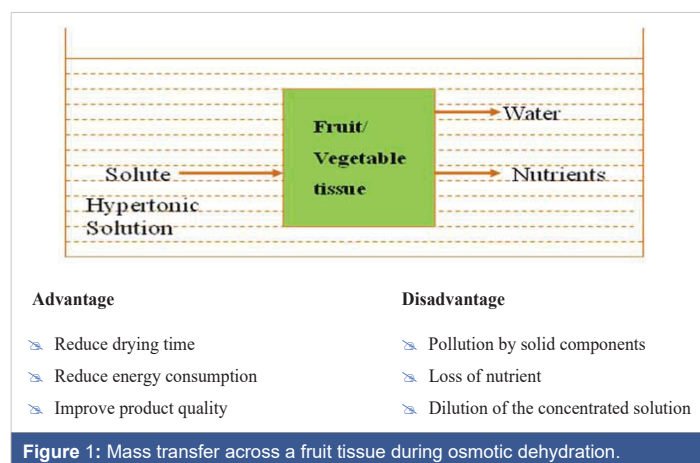 Fruit/
Vegetable
tissue
Water
Solute
Nutrients
Hypertonic
Solution
Advantage
Reduce drying time
Reduce energy consumption
Improve product quality
Disadvantage
Pollution by solid components
Loss of nutrient
Dilution of the concentrated solution
Figure 1: Mass transfer across a fruit tissue during osmotic dehydration.